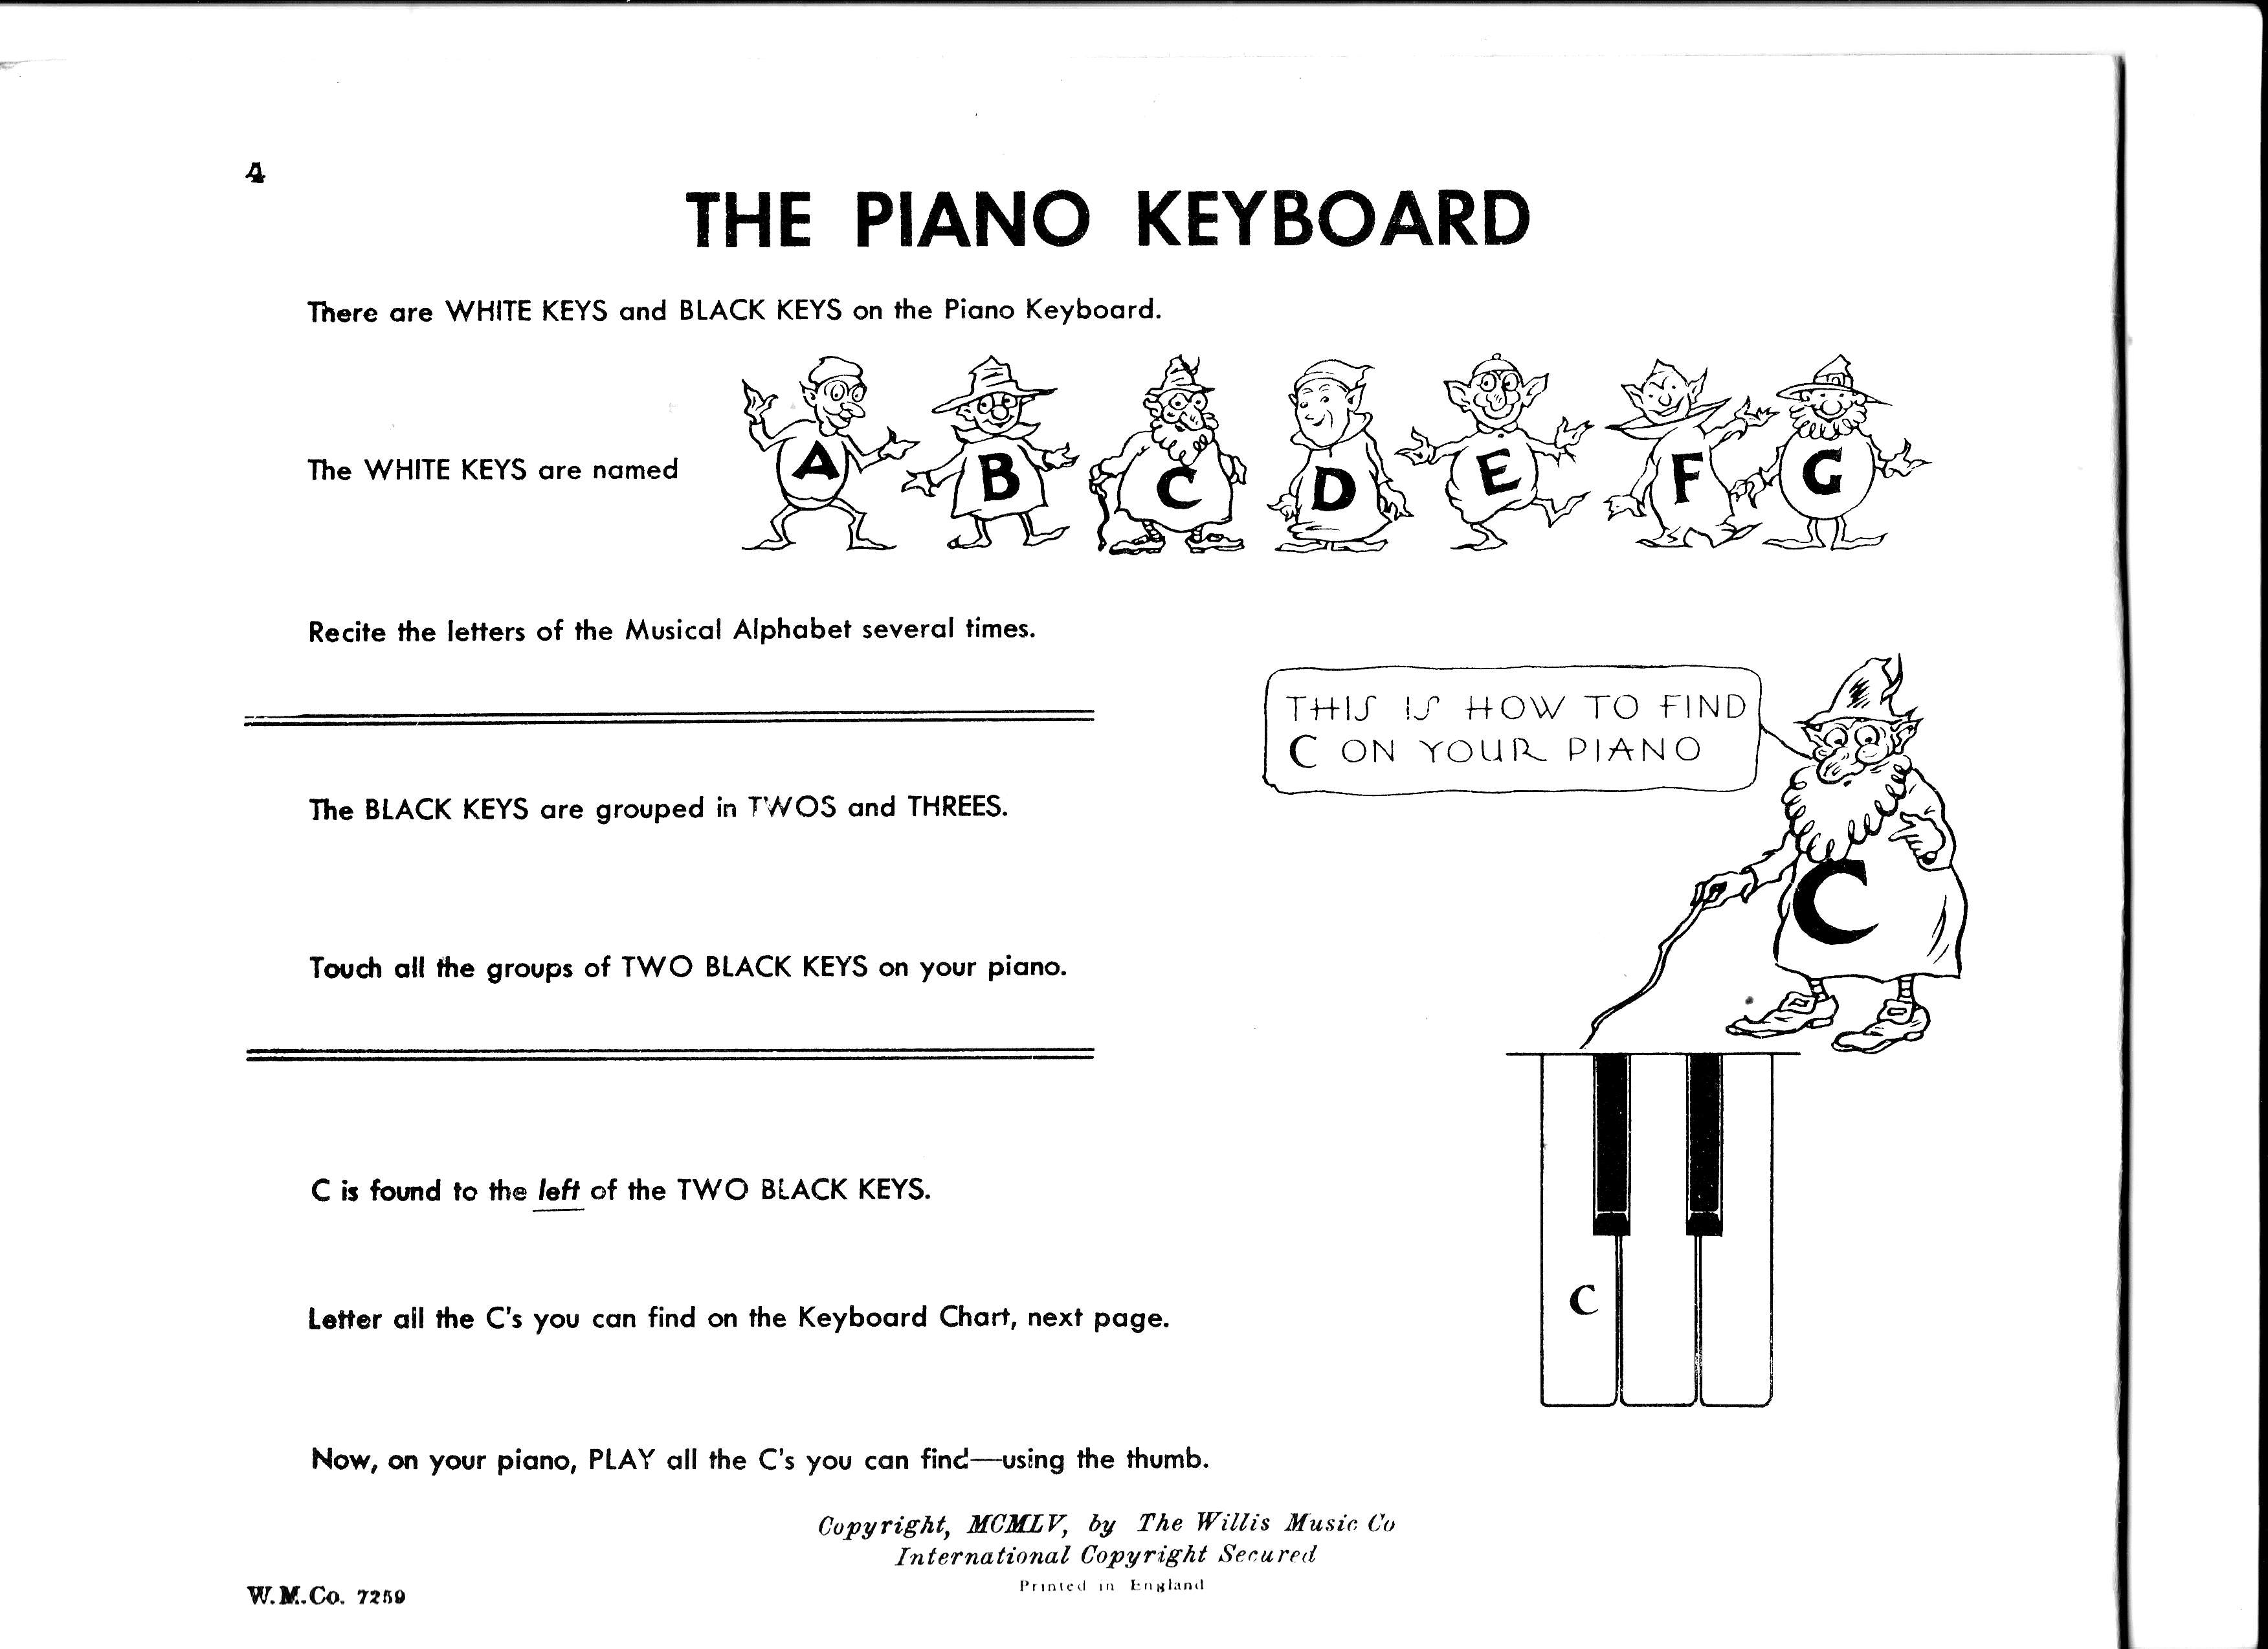 4
THE PIANO KEYBOARD
There are WHITE KEYS and BLACK KEYS on the Piano Keyboard.
The WHITE KEYS are named A B C D E F G
Recite the letters of the Musical Alphabet several times.
THIS IS HOW TO FIND
C ON YOUR PIANO
C
The BLACK KEYS are grouped in TWOS and THREES.
Touch all the groups of TWO BLACK KEYS on your piano.
C is found to the left of the TWO BLACK KEYS.
C
Letter all the C's you can find on the Keyboard Chart, next page.
Now, on your piano, PLAY all the C's you can find—using the thumb.
Copyright, MCMLV, by The Willis Music Co
International Copyright Secured
Printed in England
W.M.Co. 7259